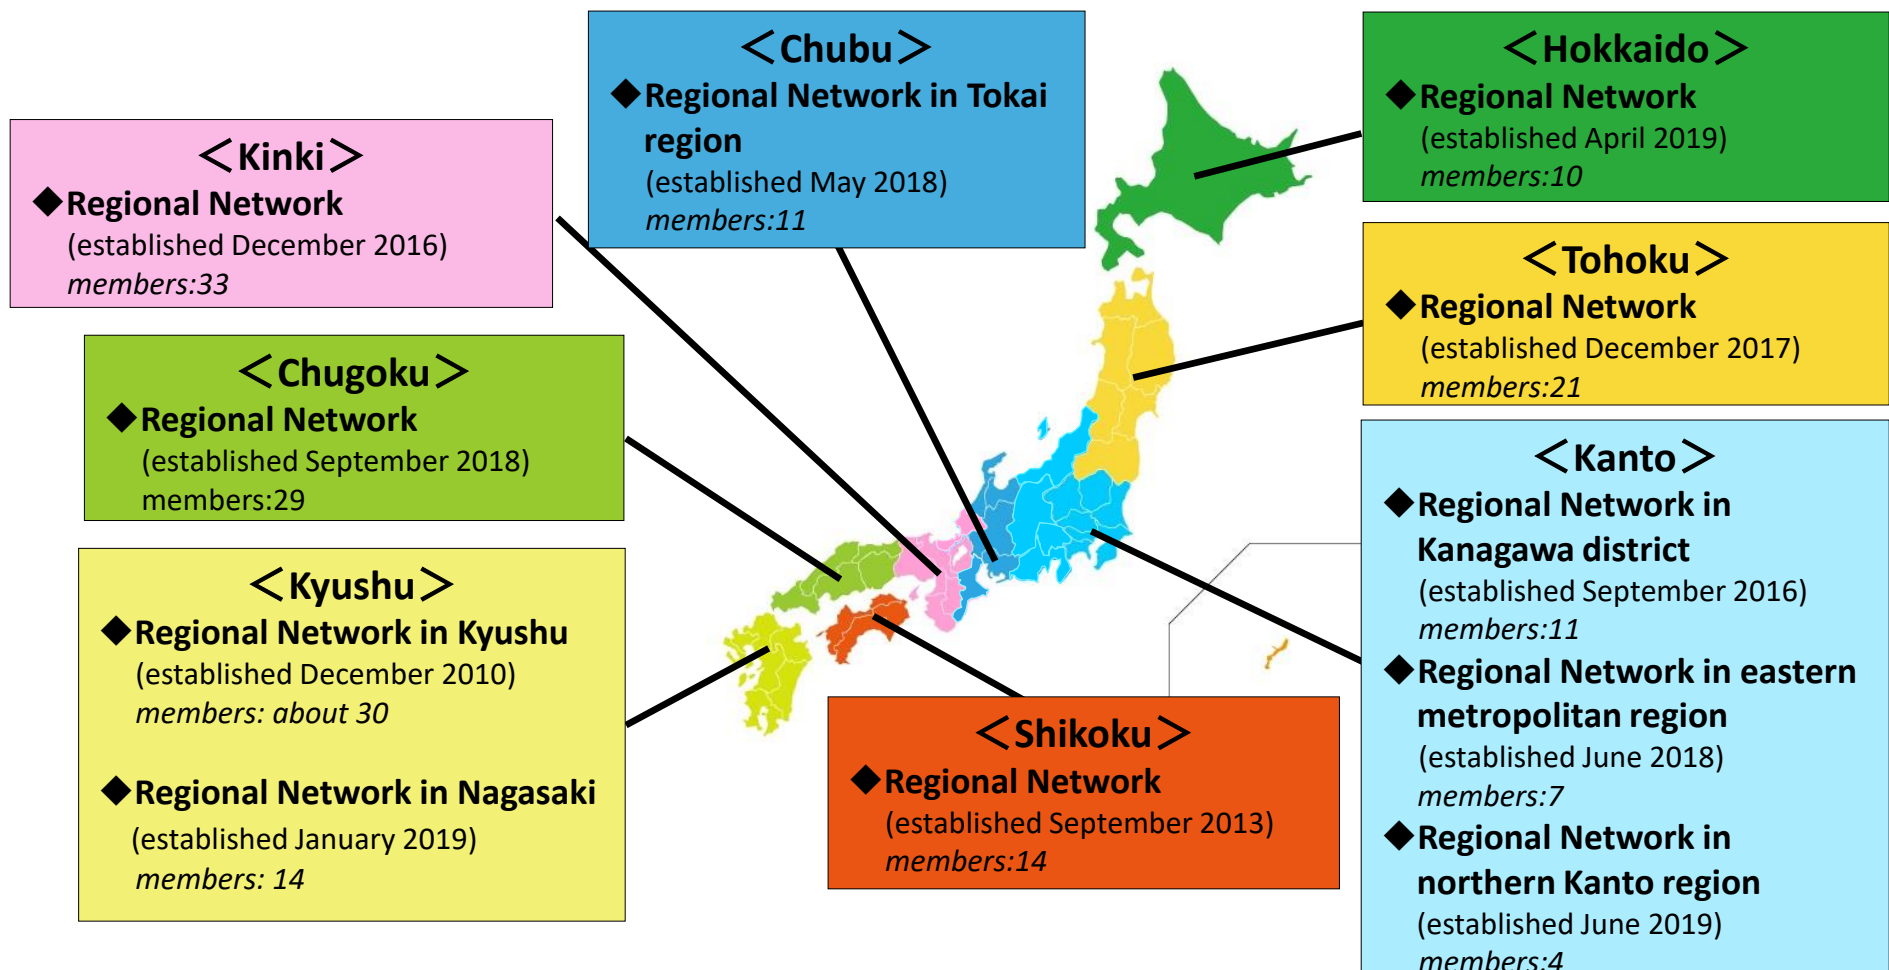 ＜Chubu＞
◆Regional Network in Tokai
region
(established May 2018)
members:11
＜Hokkaido＞
◆Regional Network
(established April 2019)
members:10
＜Kinki＞
◆Regional Network
(established December 2016)
members:33
＜Tohoku＞
◆Regional Network
(established December 2017)
members:21
＜Chugoku＞
◆Regional Network
(established September 2018)
members:29
＜Kanto＞
◆Regional Network in
Kanagawa district
(established September 2016)
members:11
◆Regional Network in eastern
metropolitan region
(established June 2018)
members:7
◆Regional Network in
northern Kanto region
(established June 2019)
members:4
＜Kyushu＞
◆Regional Network in Kyushu
(established December 2010)
members: about 30
◆Regional Network in Nagasaki
(established January 2019)
members: 14
＜Shikoku＞
◆Regional Network
(established September 2013)
members:14